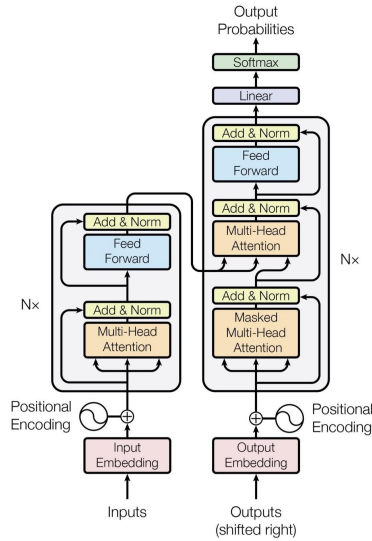 Output
Probabilities
Softmax
Linear
Add & Norm
Feed
Forward
Add & Norm
Multi-Head
Attention
Nx
Add & Norm
Masked
Multi-Head
Attention
Add & Norm
Feed
Forward
Nx
Add & Norm
Multi-Head
Attention
Positional
Encoding
Positional
Encoding
Input
Embedding
Output
Embedding
Inputs
Outputs
(shifted right)